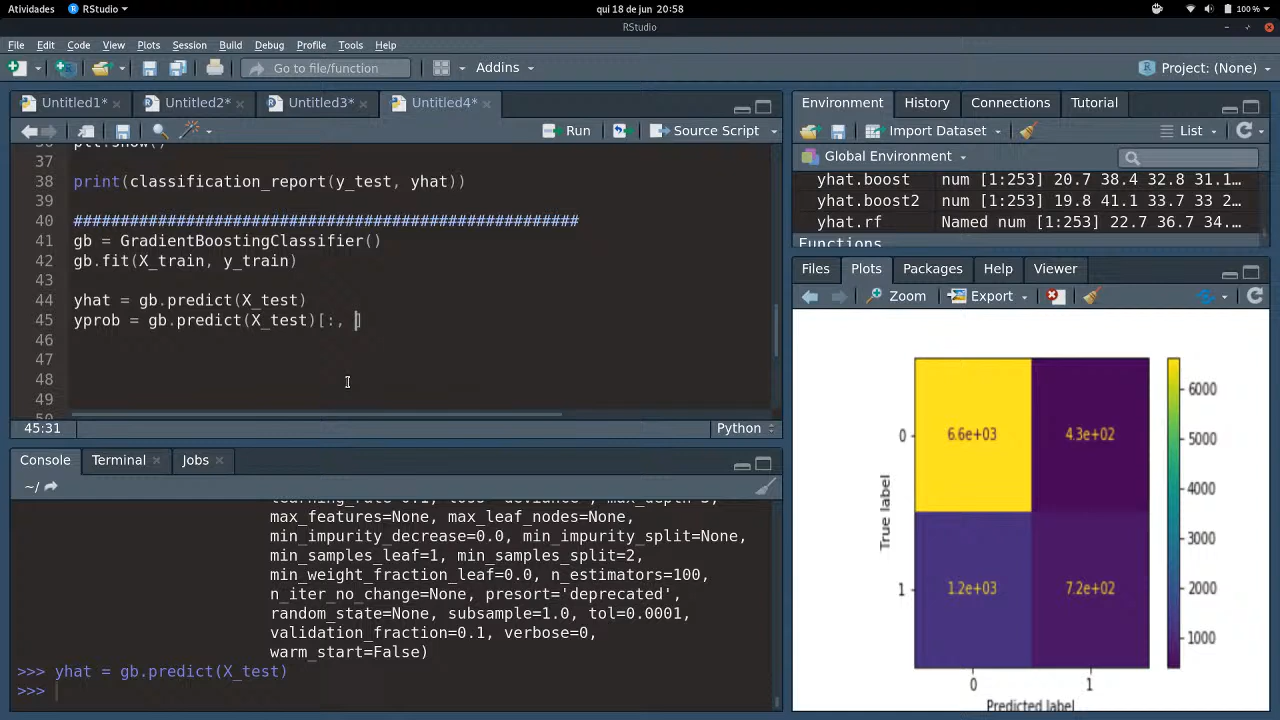 Atividades RStudio qui 18 de jun 20:58 100 %
RStudio
File Edit Code View Plots Session Build Debug Profile Tools Help
Go to file/function Addins Project: (None)
Untitled1* Untitled2* Untitled3* Untitled4*
Run Source Script
36 plt.show()
37
38 print(classification_report(y_test, yhat))
39
40 ######################################################
41 gb = GradientBoostingClassifier()
42 gb.fit(X_train, y_train)
43
44 yhat = gb.predict(X_test)
45 yprob = gb.predict(X_test)[:, ]
46
47
48
49
50
45:31 Python
Console Terminal Jobs
~/
max_features=None, max_leaf_nodes=None,
min_impurity_decrease=0.0, min_impurity_split=None,
min_samples_leaf=1, min_samples_split=2,
min_weight_fraction_leaf=0.0, n_estimators=100,
n_iter_no_change=None, presort='deprecated',
random_state=None, subsample=1.0, tol=0.0001,
validation_fraction=0.1, verbose=0,
warm_start=False)
>>> yhat = gb.predict(X_test)
>>>
Environment History Connections Tutorial
Import Dataset List
Global Environment
yhat.boost num [1:253] 20.7 38.4 32.8 31.1…
yhat.boost2 num [1:253] 19.8 41.1 33.7 33 2…
yhat.rf Named num [1:253] 22.7 36.7 34.…
Functions
Files Plots Packages Help Viewer
Zoom Export
6.6e+03 4.3e+02
1.2e+03 7.2e+02
0
1
True label
0 1
Predicted label
6000
5000
4000
3000
2000
1000